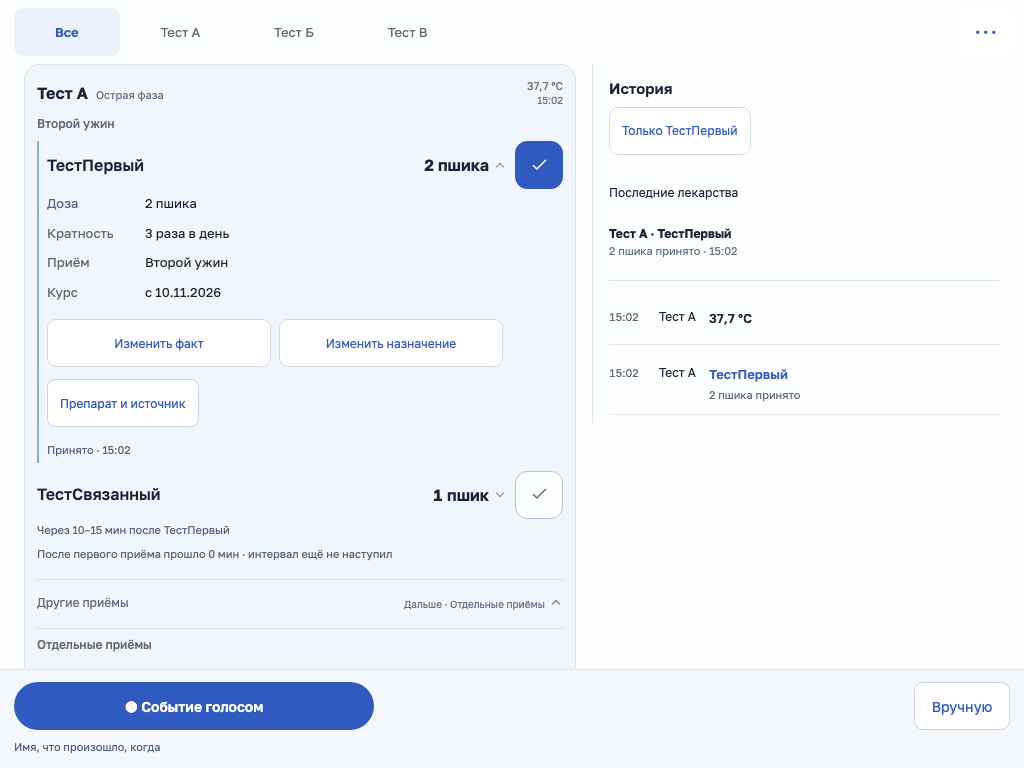 Все
Тест А
Тест Б
Тест В
Тест А Острая фаза
37,7 °C
15:02
Второй ужин
ТестПервый
2 пшика
Доза 2 пшика
Кратность 3 раза в день
Приём Второй ужин
Курс с 10.11.2026
Изменить факт
Изменить назначение
Препарат и источник
Принято · 15:02
ТестСвязанный
1 пшик
Через 10–15 мин после ТестПервый
После первого приёма прошло 0 мин · интервал ещё не наступил
Другие приёмы
Дальше · Отдельные приёмы
Отдельные приёмы
История
Только ТестПервый
Последние лекарства
Тест А · ТестПервый
2 пшика принято · 15:02
15:02 Тест А 37,7 °C
15:02 Тест А ТестПервый
2 пшика принято
Событие голосом
Имя, что произошло, когда
Вручную